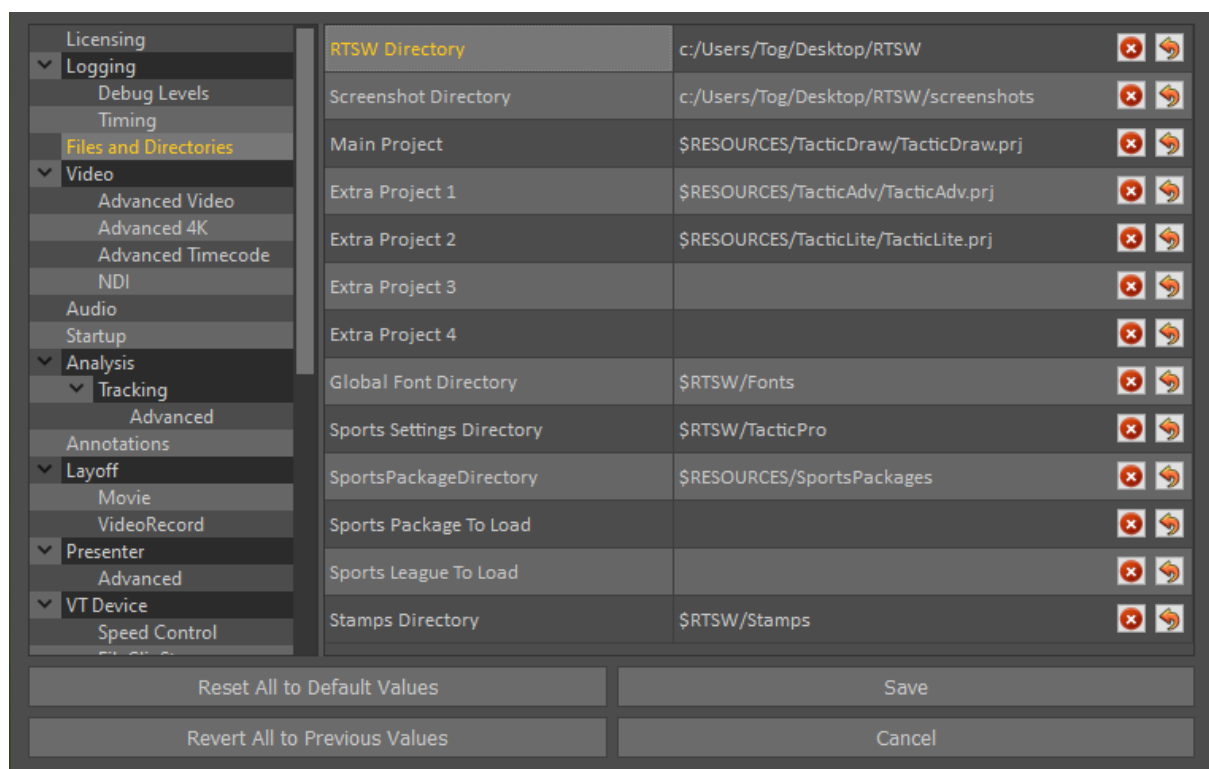 Licensing
Logging
Debug Levels
Timing
Files and Directories
Video
Advanced Video
Advanced 4K
Advanced Timecode
NDI
Audio
Startup
Analysis
Tracking
Advanced
Annotations
Layoff
Movie
VideoRecord
Presenter
Advanced
VT Device
Speed Control
RTSW Directory c:/Users/Tog/Desktop/RTSW
Screenshot Directory c:/Users/Tog/Desktop/RTSW/screenshots
Main Project $RESOURCES/TacticDraw/TacticDraw.prj
Extra Project 1 $RESOURCES/TacticAdv/TacticAdv.prj
Extra Project 2 $RESOURCES/TacticLite/TacticLite.prj
Extra Project 3
Extra Project 4
Global Font Directory $RTSW/Fonts
Sports Settings Directory $RTSW/TacticPro
SportsPackageDirectory $RESOURCES/SportsPackages
Sports Package To Load
Sports League To Load
Stamps Directory $RTSW/Stamps
Reset All to Default Values Save
Revert All to Previous Values Cancel